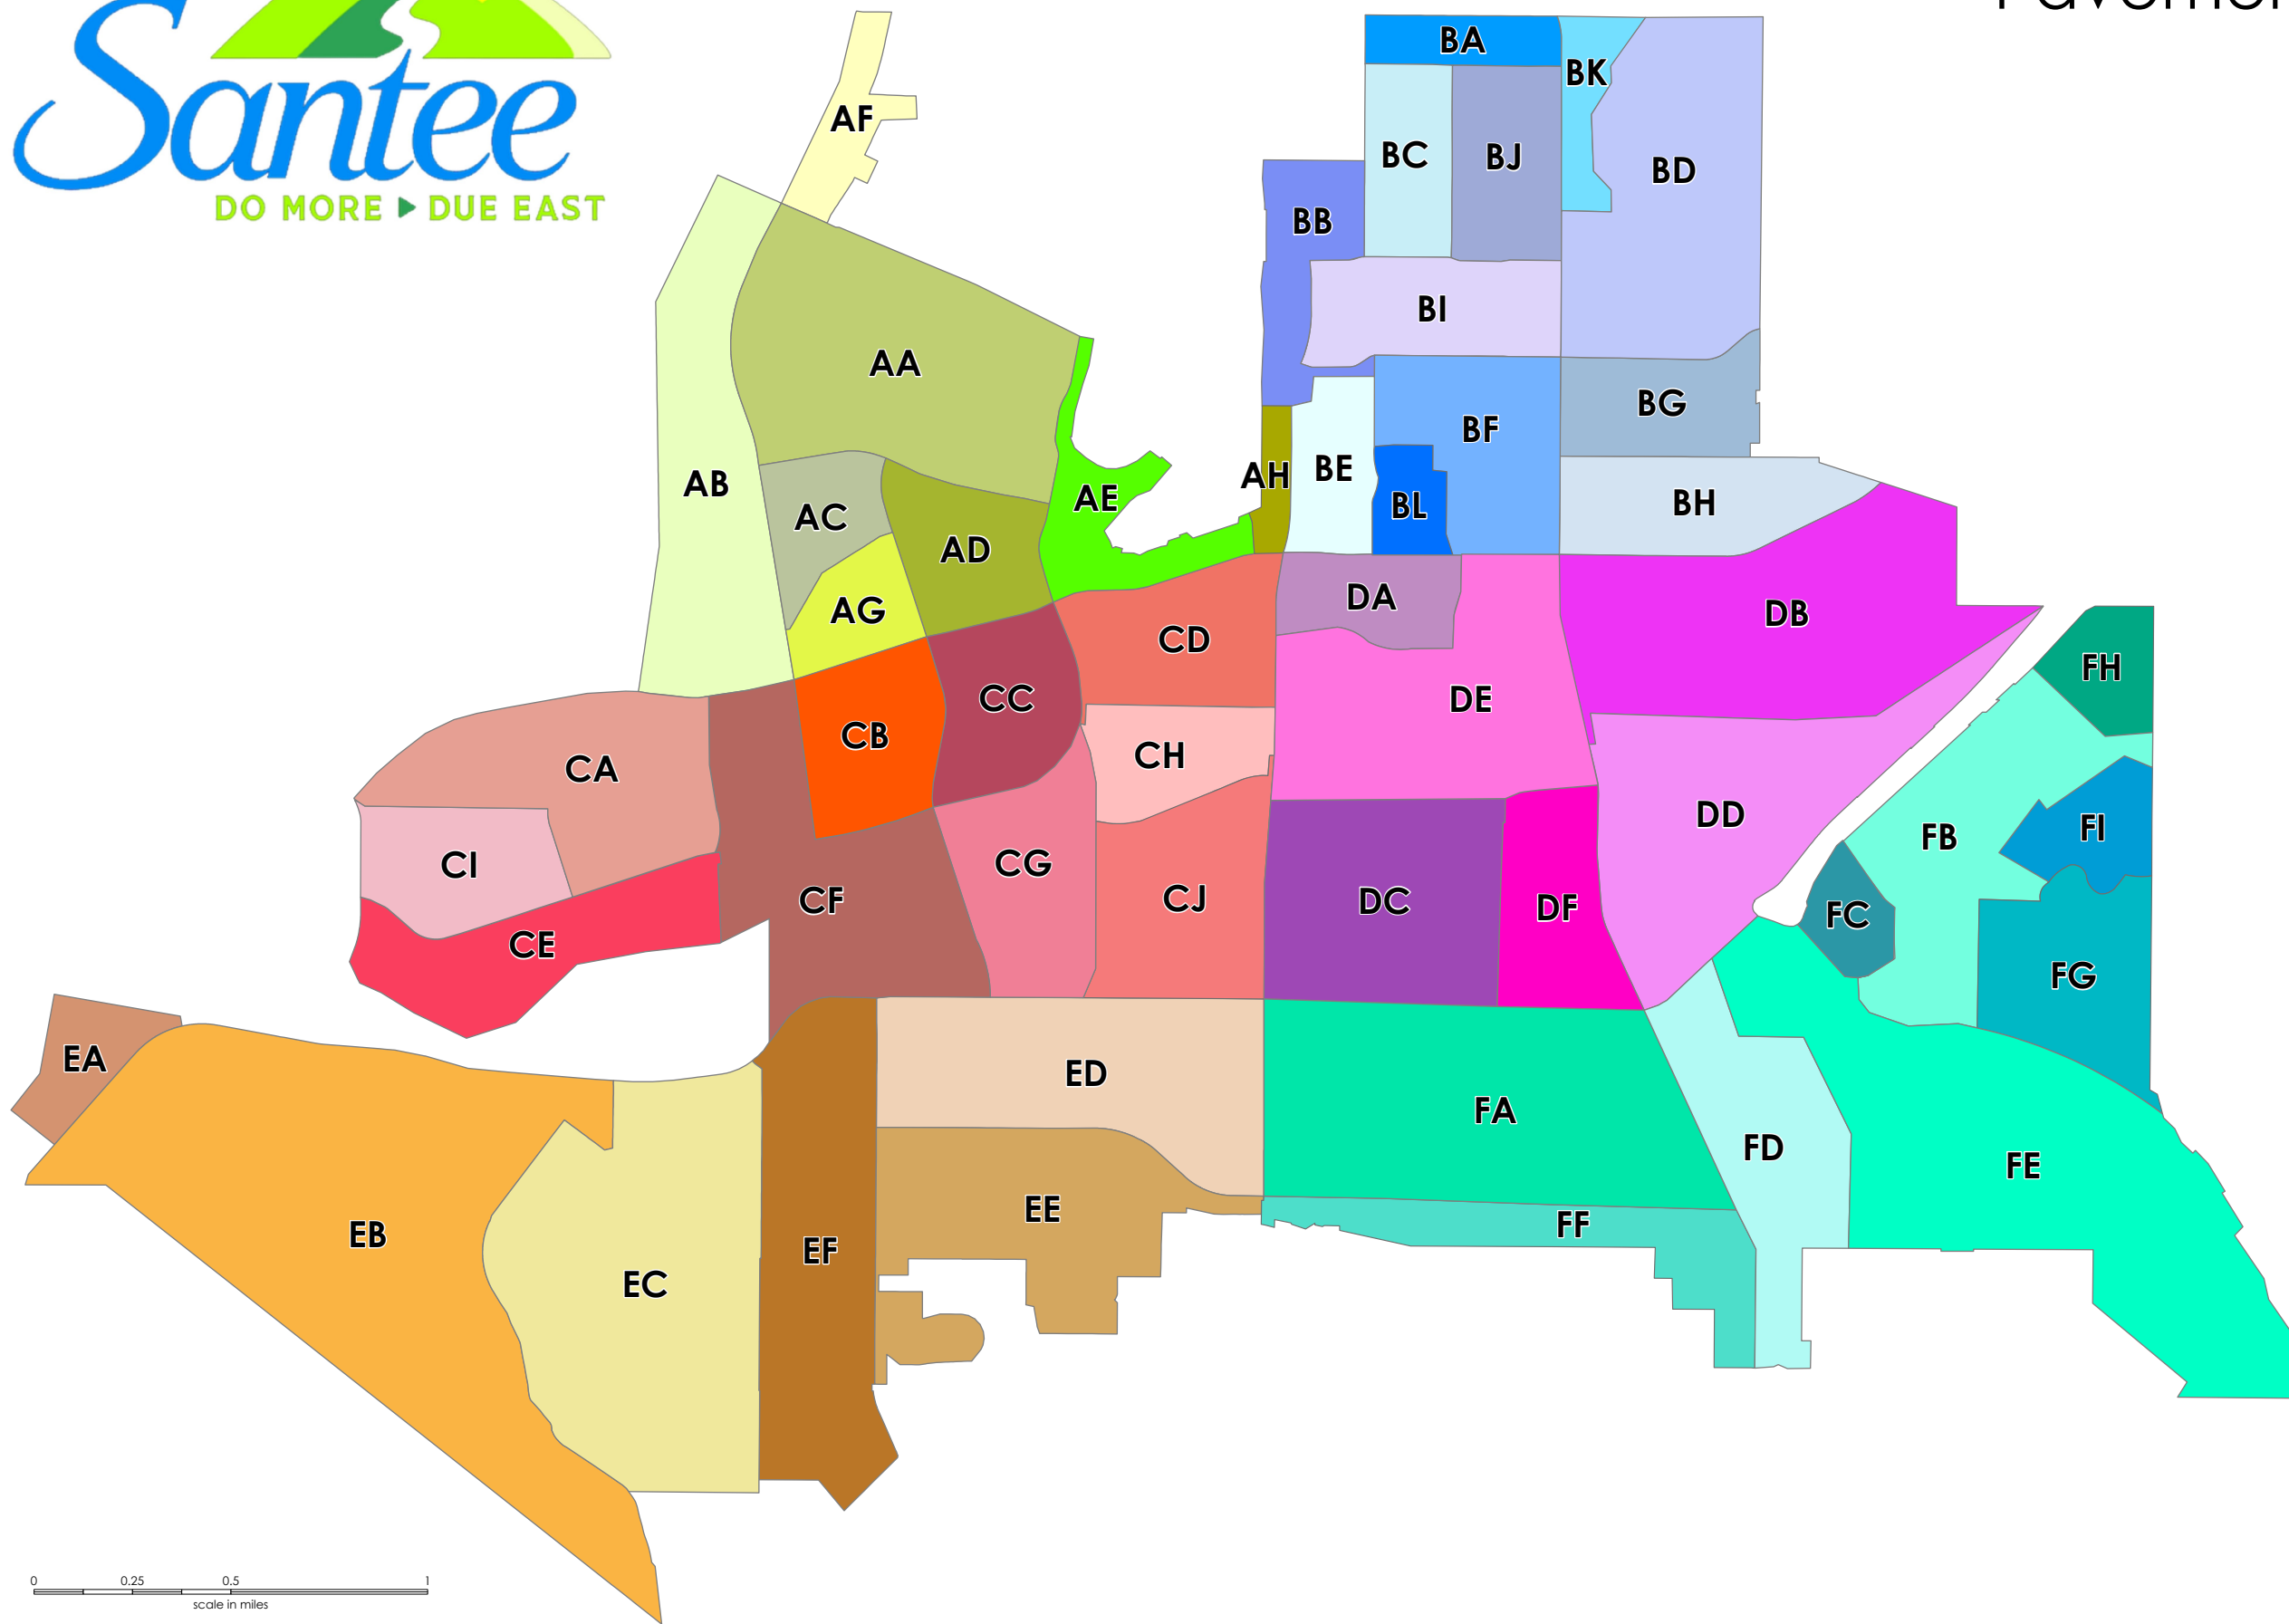 Santee
DO MORE DUE EAST
AF
BA
BK
BC
BJ
BD
BB
BI
AA
BG
BF
AB
AE
AH
BE
BL
BH
AC
AD
AG
DA
DB
CD
FH
CC
DE
CB
CH
CA
DD
FI
FB
CI
CG
CF
CJ
DC
DF
FC
CE
FG
EA
ED
FA
FD
FE
EE
FF
EB
EF
EC
0 0.25 0.5 1
scale in miles